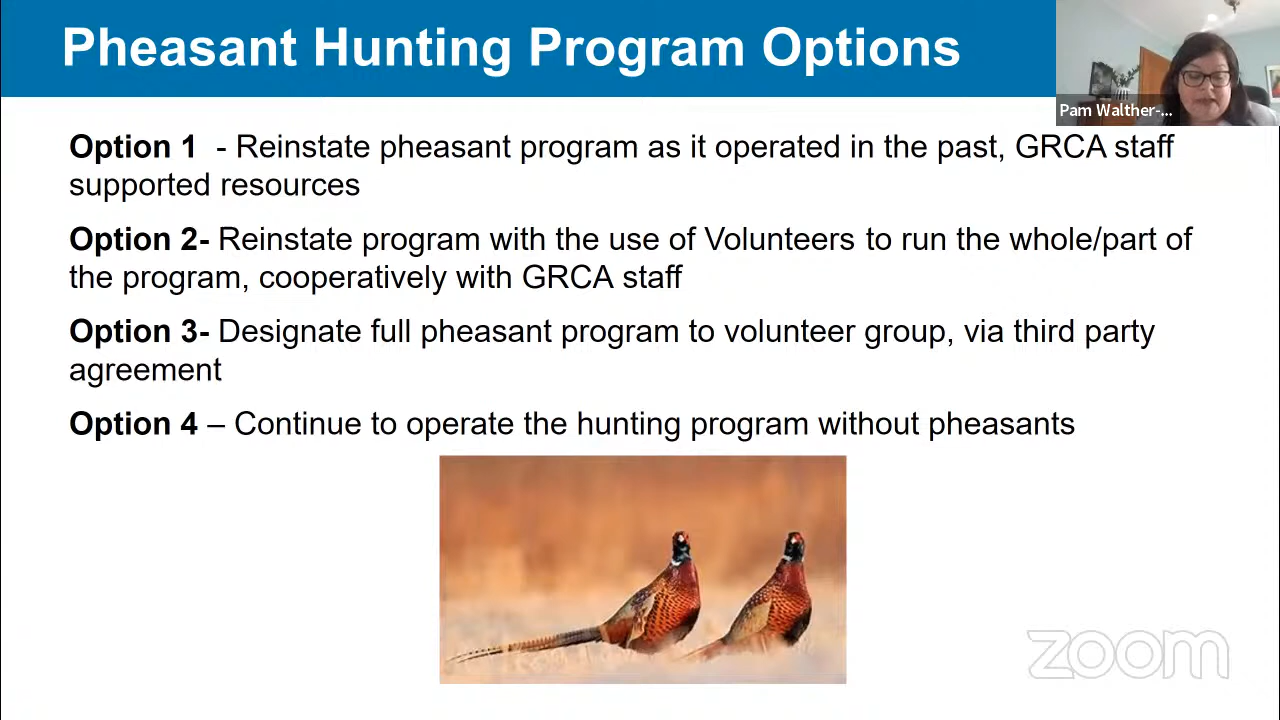 Pheasant Hunting Program Options
Pam Walther-...
Option 1  - Reinstate pheasant program as it operated in the past, GRCA staff
supported resources
Option 2- Reinstate program with the use of Volunteers to run the whole/part of
the program, cooperatively with GRCA staff
Option 3- Designate full pheasant program to volunteer group, via third party
agreement
Option 4 – Continue to operate the hunting program without pheasants
zoom